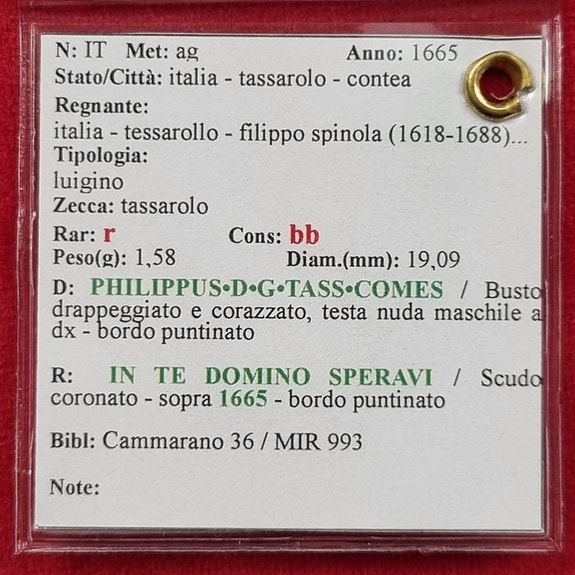 N: IT Met: ag Anno: 1665
Stato/Città: italia - tassarolo - contea
Regnante:
italia - tessarollo - filippo spinola (1618-1688)...
Tipologia:
luigino
Zecca: tassarolo
Rar: r Cons: bb
Peso(g): 1,58 Diam.(mm): 19,09
D: PHILIPPUS•D•G•TASS•COMES / Busto
drappeggiato e corazzato, testa nuda maschile a
dx - bordo puntinato
R: IN TE DOMINO SPERAVI / Scudo
coronato - sopra 1665 - bordo puntinato
Bibl: Cammarano 36 / MIR 993
Note: